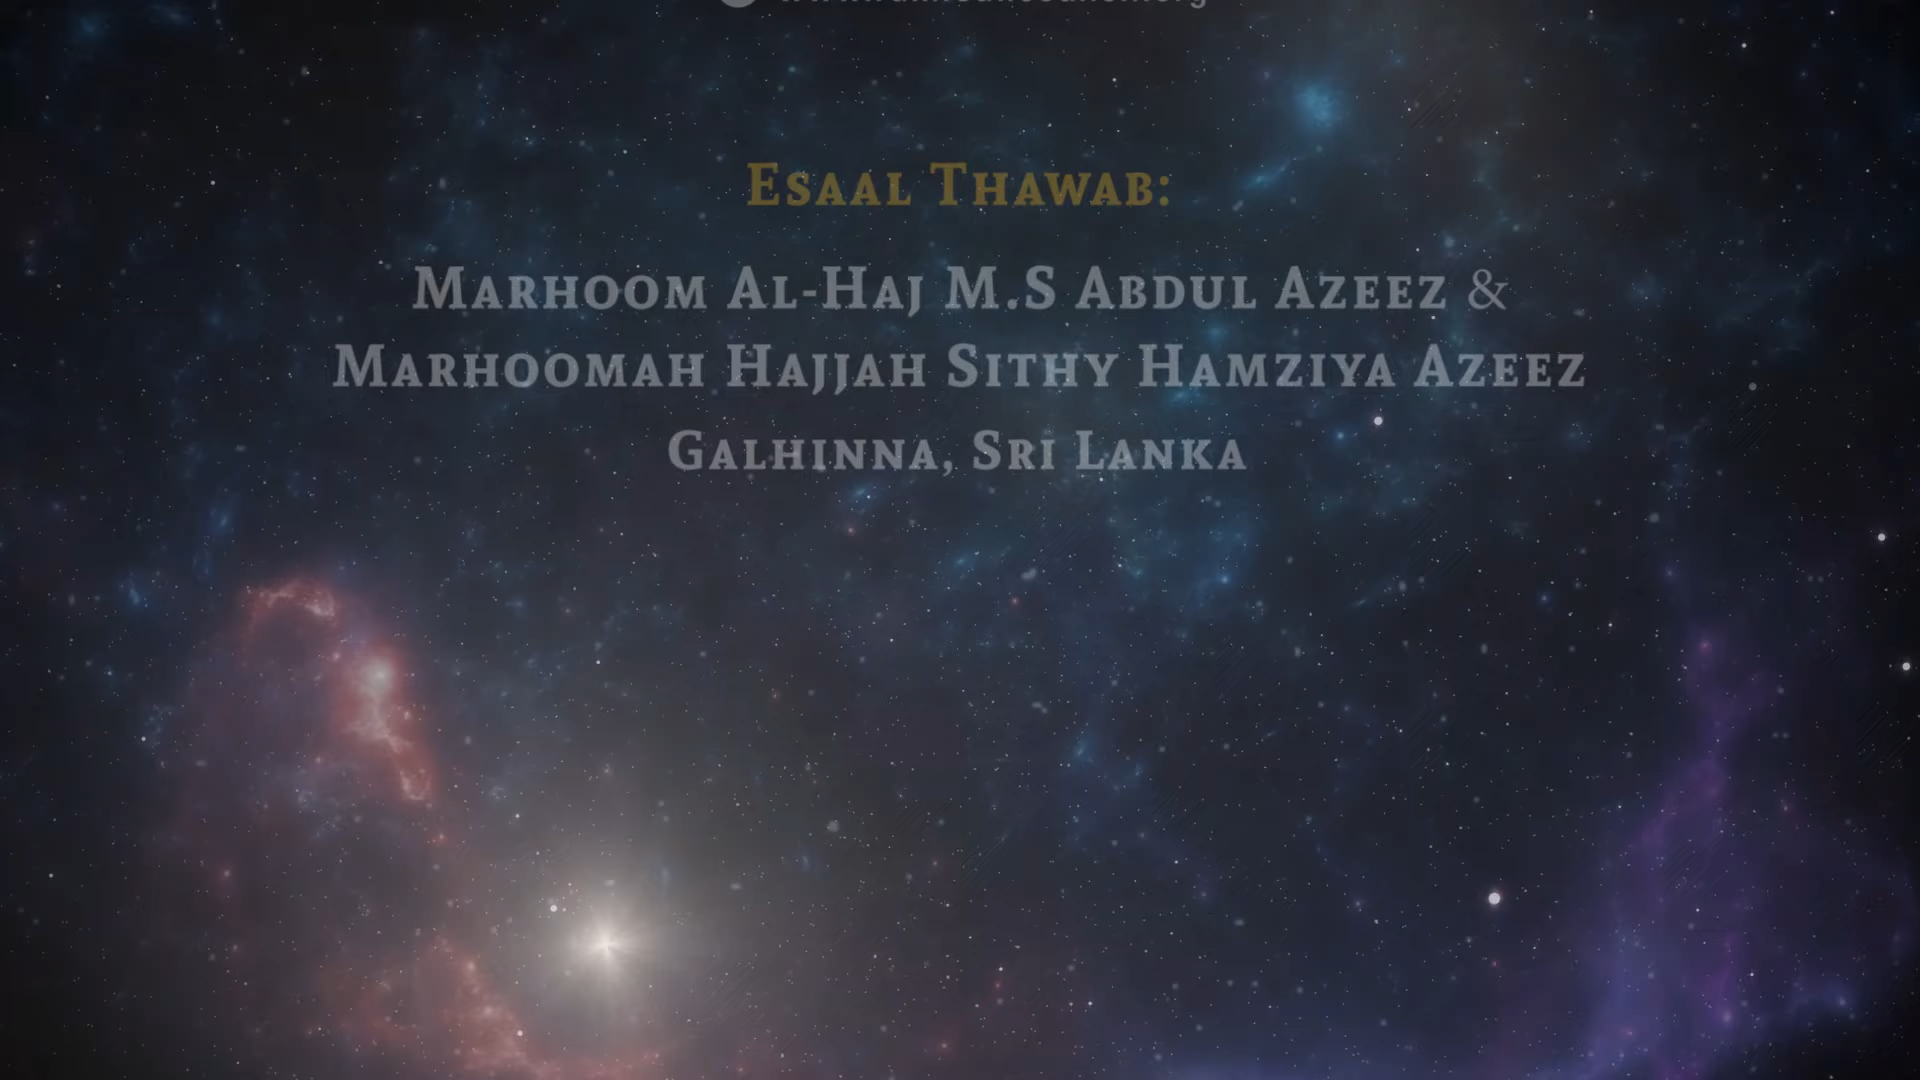 Esaal Thawab:
Marhoom Al-Haj M.S Abdul Azeez &
Marhoomah Hajjah Sithy Hamziya Azeez
Galhinna, Sri Lanka